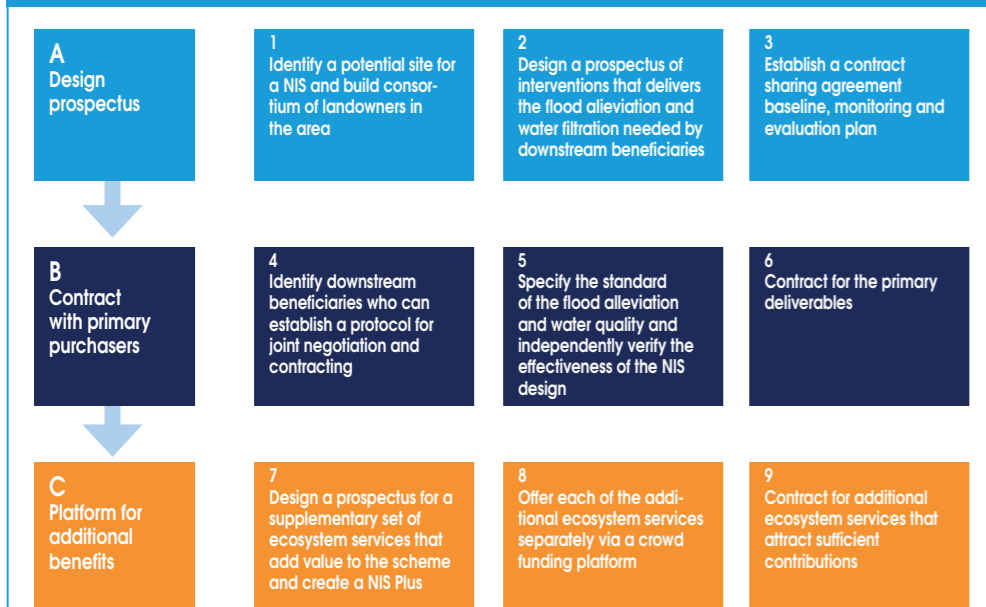 A
Design
prospectus
1
Identify a potential site for
a NIS and build consor-
tium of landowners in
the area
2
Design a prospectus of
interventions that delivers
the flood alleviation and
water filtration needed by
downstream beneficiaries
3
Establish a contract
sharing agreement
baseline, monitoring and
evaluation plan
B
Contract
with primary
purchasers
4
Identify downstream
beneficiaries who can
establish a protocol for
joint negotiation and
contracting
5
Specify the standard
of the flood alleviation
and water quality and
independently verify the
effectiveness of the NIS
design
6
Contract for the primary
deliverables
C
Platform for
additional
benefits
7
Design a prospectus for a
supplementary set of
ecosystem services that
add value to the scheme
and create a NIS Plus
8
Offer each of the addi-
tional ecosystem services
separately via a crowd
funding platform
9
Contract for additional
ecosystem services that
attract sufficient
contributions